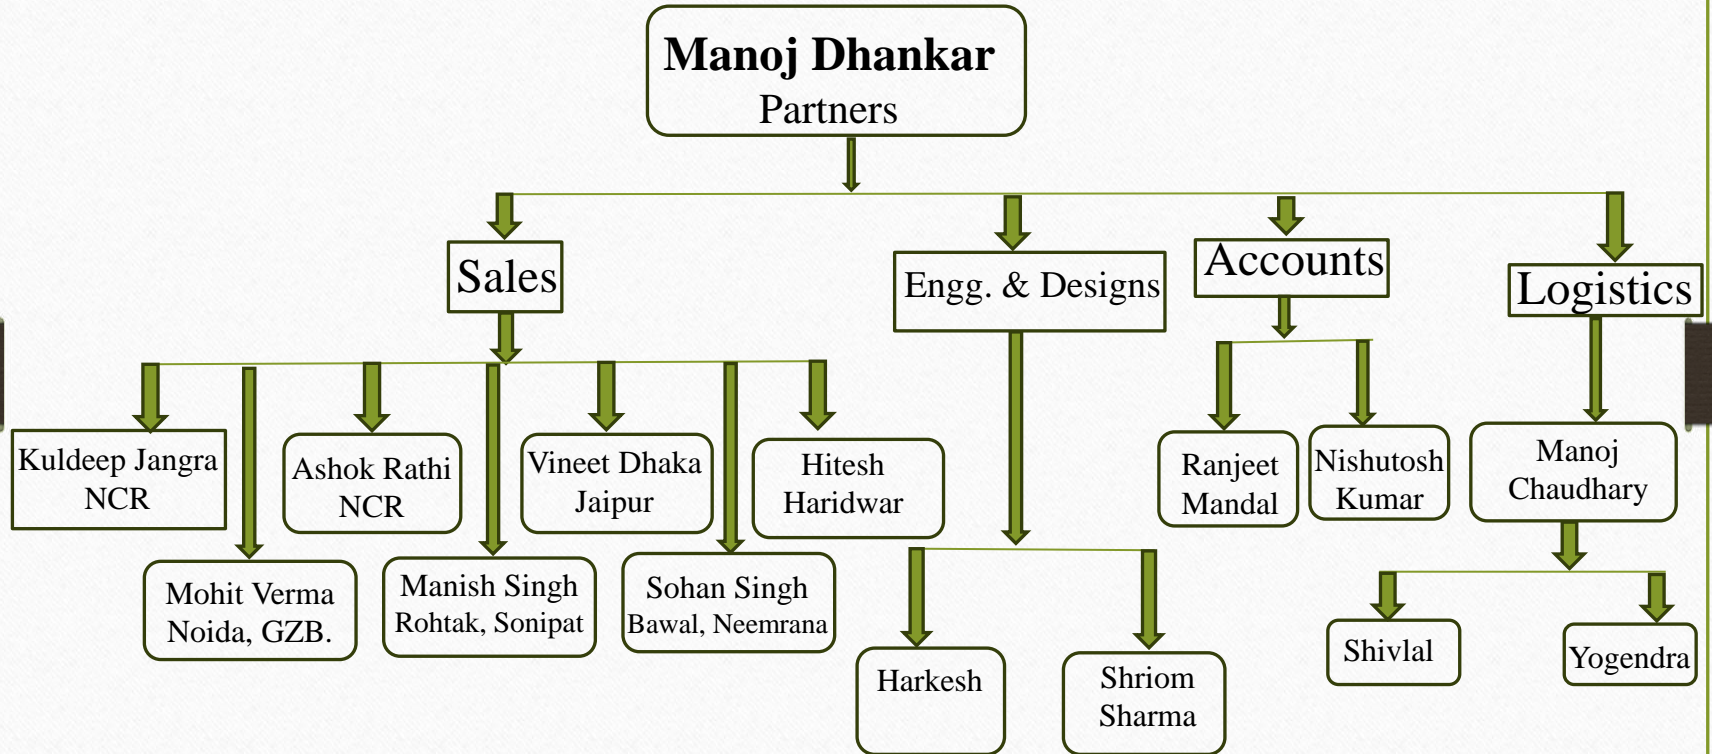 Manoj Dhankar
Partners
Sales
Engg. & Designs
Accounts
Logistics
Kuldeep Jangra
NCR
Ashok Rathi
NCR
Vineet Dhaka
Jaipur
Hitesh
Haridwar
Mohit Verma
Noida, GZB.
Manish Singh
Rohtak, Sonipat
Sohan Singh
Bawal, Neemrana
Harkesh
Shriom
Sharma
Ranjeet
Mandal
Nishutosh
Kumar
Manoj
Chaudhary
Shivlal
Yogendra